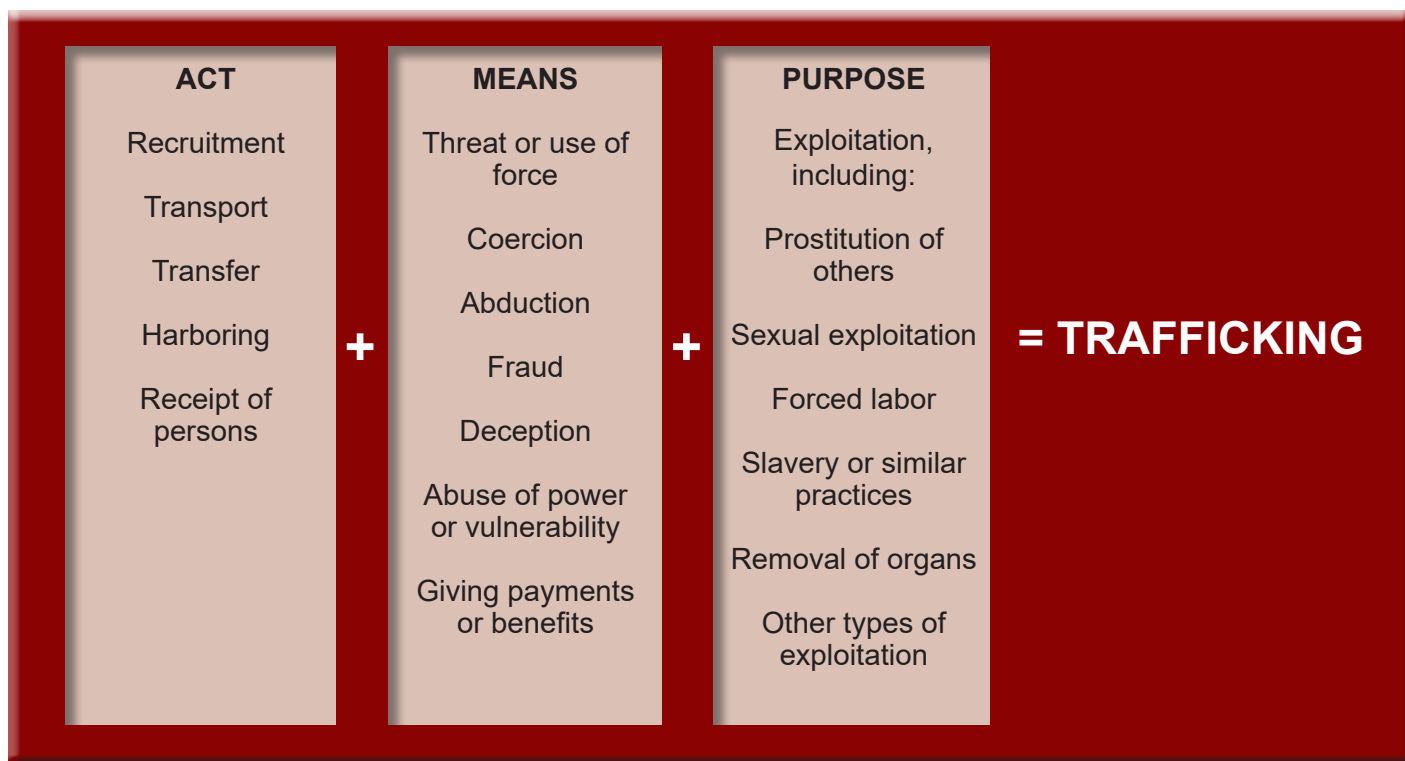 ACT
Recruitment
Transport
Transfer
Harboring
Receipt of
persons
+
MEANS
Threat or use of
force
Coercion
Abduction
Fraud
Deception
Abuse of power
or vulnerability
Giving payments
or benefits
+
PURPOSE
Exploitation,
including:
Prostitution of
others
Sexual exploitation
Forced labor
Slavery or similar
practices
Removal of organs
Other types of
exploitation
= TRAFFICKING